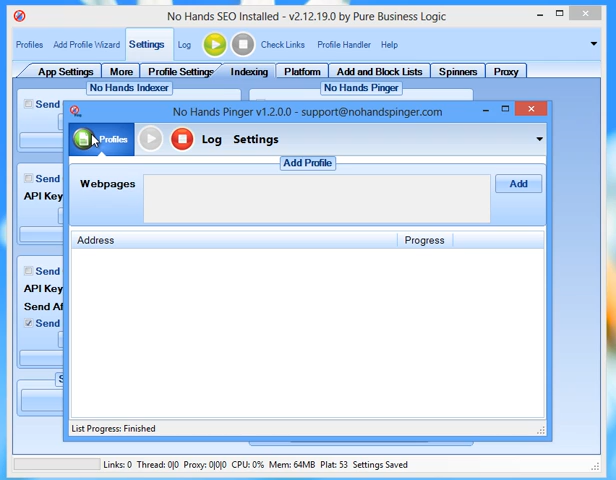 No Hands SEO Installed - v2.12.19.0 by Pure Business Logic
Profiles Add Profile Wizard Settings Log Check Links Profile Handler Help
App Settings More Profile Settings Indexing Platform Add and Block Lists Spinners Proxy
No Hands Indexer No Hands Pinger
Send
No Hands Pinger v1.2.0.0 - support@nohandspinger.com
Profiles Log Settings
Add Profile
Webpages Add
Send
API Key
Address Progress
Send
API Key
Send Af
Send
S
List Progress: Finished
Links: 0 Thread: 0|0 Proxy: 0|0|0 CPU: 0% Mem: 64MB Plat: 53 Settings Saved